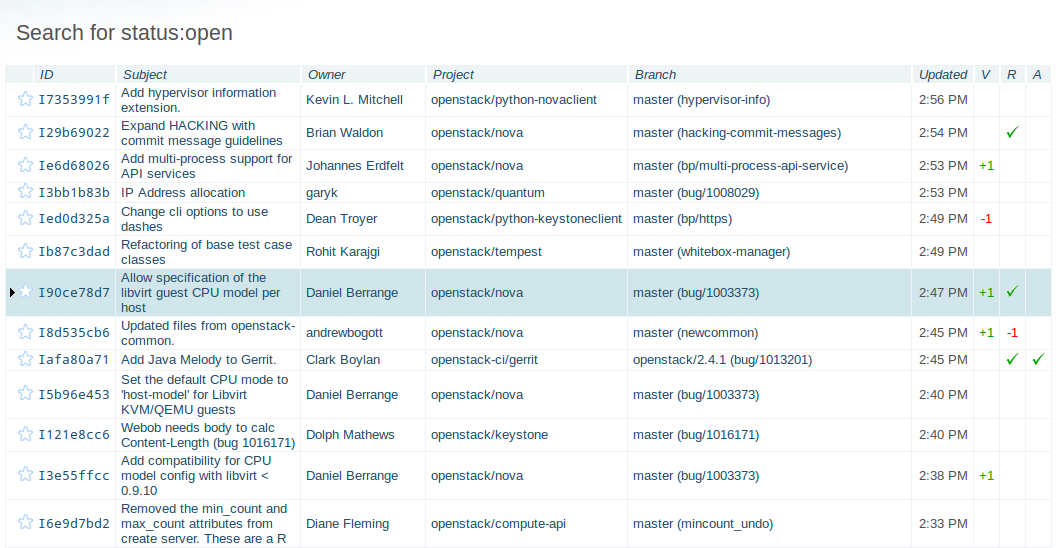 Search for status:open
ID Subject Owner Project Branch Updated V R A
I7353991f Add hypervisor information extension. Kevin L. Mitchell openstack/python-novaclient master (hypervisor-info) 2:56 PM
I29b69022 Expand HACKING with commit message guidelines Brian Waldon openstack/nova master (hacking-commit-messages) 2:54 PM ✓
Ie6d68026 Add multi-process support for API services Johannes Erdfelt openstack/nova master (bp/multi-process-api-service) 2:53 PM +1
I3bb1b83b IP Address allocation garyk openstack/quantum master (bug/1008029) 2:53 PM
Ied0d325a Change cli options to use dashes Dean Troyer openstack/python-keystoneclient master (bp/https) 2:49 PM -1
Ib87c3dad Refactoring of base test case classes Rohit Karajgi openstack/tempest master (whitebox-manager) 2:49 PM
I90ce78d7 Allow specification of the libvirt guest CPU model per host Daniel Berrange openstack/nova master (bug/1003373) 2:47 PM +1 ✓
I8d535cb6 Updated files from openstack-common. andrewbogott openstack/nova master (newcommon) 2:45 PM +1 -1
Iafa80a71 Add Java Melody to Gerrit. Clark Boylan openstack-ci/gerrit openstack/2.4.1 (bug/1013201) 2:45 PM ✓ ✓
I5b96e453 Set the default CPU mode to 'host-model' for Libvirt KVM/QEMU guests Daniel Berrange openstack/nova master (bug/1003373) 2:40 PM
I121e8cc6 Webob needs body to calc Content-Length (bug 1016171) Dolph Mathews openstack/keystone master (bug/1016171) 2:40 PM
I3e55ffcc Add compatibility for CPU model config with libvirt < 0.9.10 Daniel Berrange openstack/nova master (bug/1003373) 2:38 PM +1
I6e9d7bd2 Removed the min_count and max_count attributes from create server. These are a R Diane Fleming openstack/compute-api master (mincount_undo) 2:33 PM